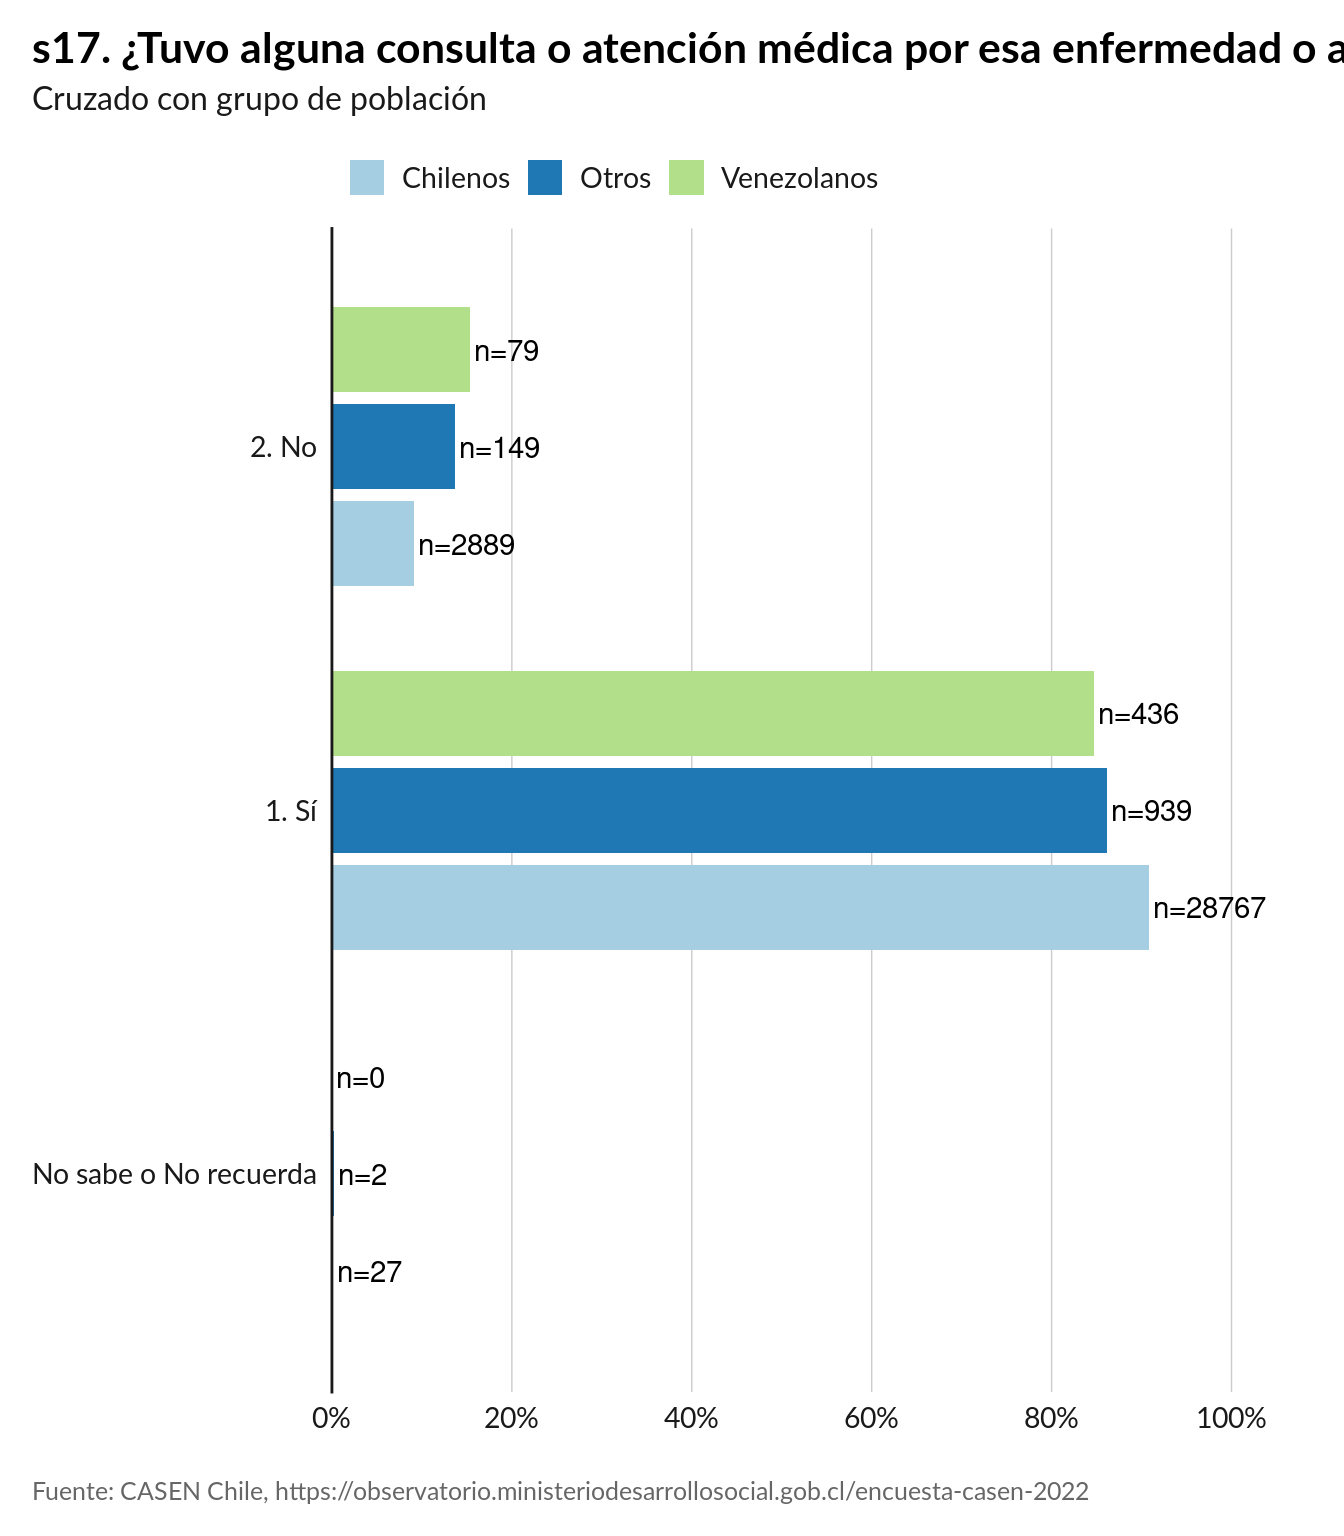 s17. ¿Tuvo alguna consulta o atención médica por esa enfermedad o a
Cruzado con grupo de población
Chilenos Otros Venezolanos
n=79
2. No n=149
n=2889
n=436
1. Sí n=939
n=28767
n=0
No sabe o No recuerda n=2
n=27
0% 20% 40% 60% 80% 100%
Fuente: CASEN Chile, https://observatorio.ministeriodesarrollosocial.gob.cl/encuesta-casen-2022